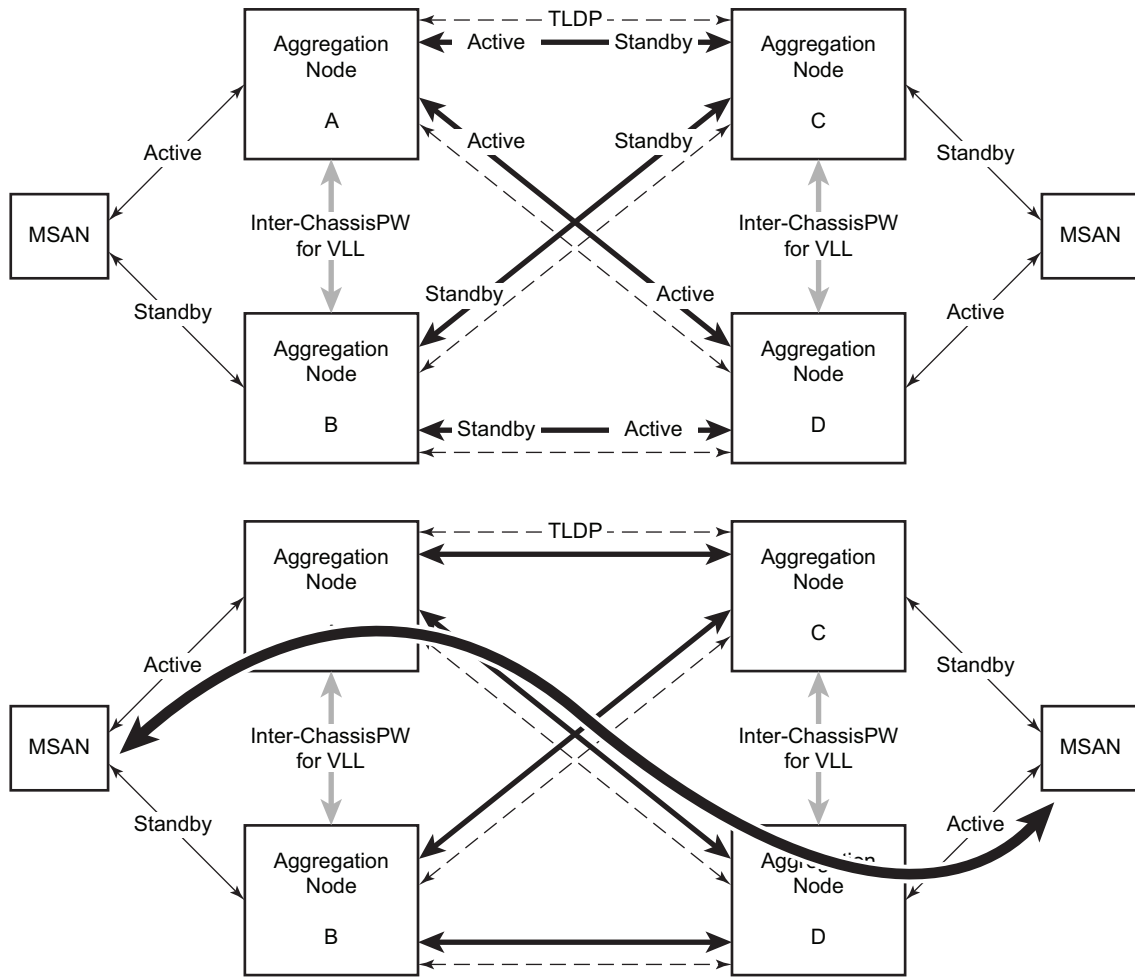 TLDP
Active
Standby
Aggregation
Node
A
Aggregation
Node
C
Active
Standby
Active
Standby
MSAN
Inter-ChassisPW
for VLL
Inter-ChassisPW
for VLL
MSAN
Standby
Standby
Active
Active
Aggregation
Node
B
Aggregation
Node
D
Standby
Active
TLDP
Aggregation
Node
Aggregation
Node
C
Active
Standby
MSAN
Inter-ChassisPW
for VLL
Inter-ChassisPW
for VLL
MSAN
Standby
Active
Aggregation
Node
B
Aggregation
Node
D